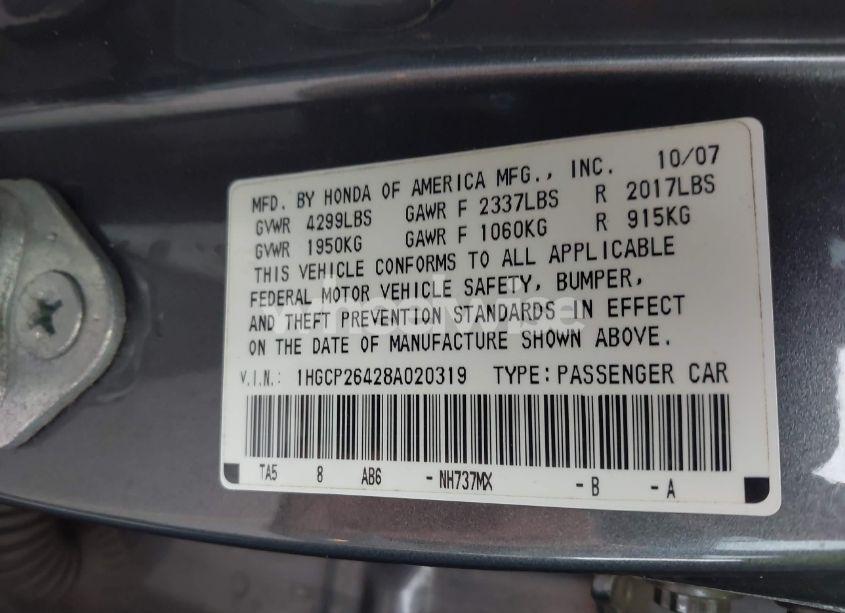 MFD. BY HONDA OF AMERICA MFG., INC. 10/07
GVWR 4299LBS GAWR F 2337LBS R 2017LBS
GVWR 1950KG GAWR F 1060KG R 915KG
THIS VEHICLE CONFORMS TO ALL APPLICABLE
FEDERAL MOTOR VEHICLE SAFETY, BUMPER,
AND THEFT PREVENTION STANDARDS IN EFFECT
ON THE DATE OF MANUFACTURE SHOWN ABOVE.
V.I.N.: 1HGCP26428A020319 TYPE: PASSENGER CAR
TA5 8 AB6 - NH737MX - B - A